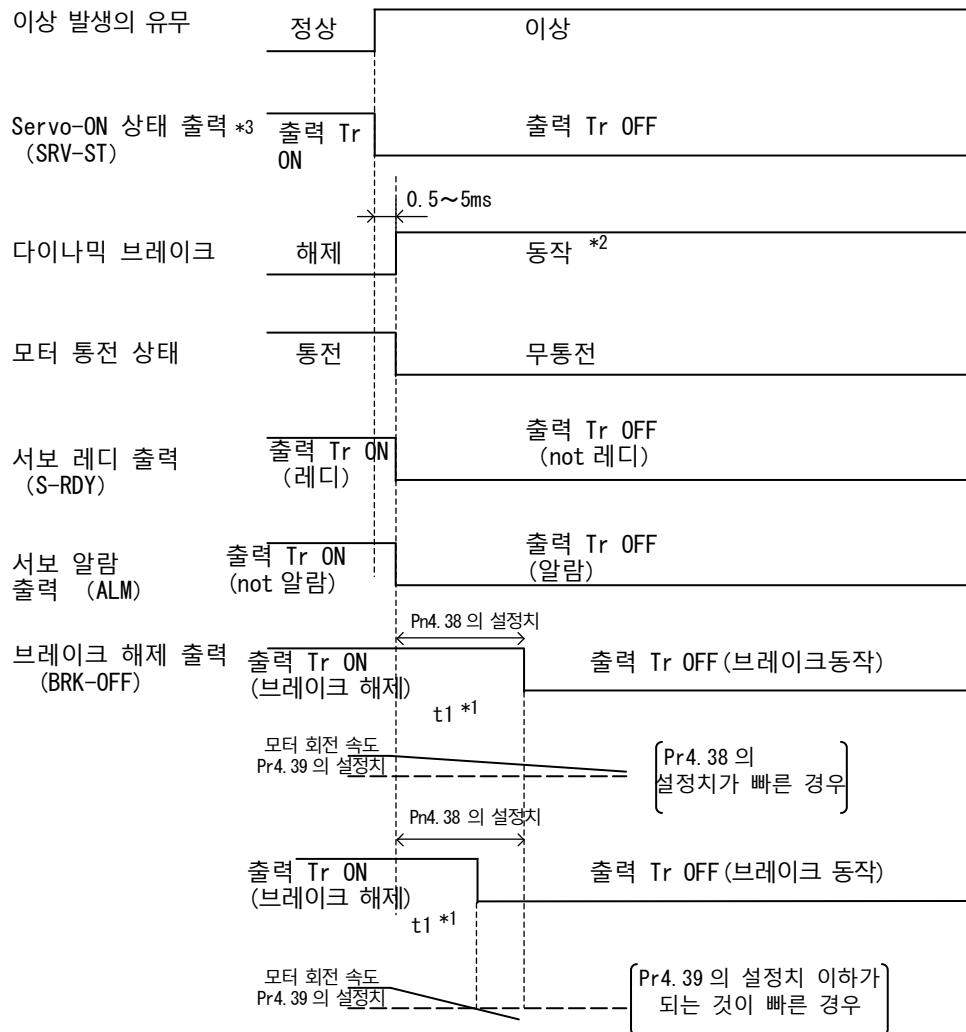 이상 발생의 유무
정상
이상
Servo-ON 상태 출력 *3
(SRV-ST)
출력 Tr
ON
출력 Tr OFF
0.5~5ms
다이나믹 브레이크
해제
동작 *2
모터 통전 상태
통전
무통전
서보 레디 출력
(S-RDY)
출력 Tr ON
(레디)
출력 Tr OFF
(not 레디)
서보 알람
출력 (ALM)
출력 Tr ON
(not 알람)
출력 Tr OFF
(알람)
Pn4.38 의 설정치
브레이크 해제 출력
(BRK-OFF)
출력 Tr ON
(브레이크 해제)
출력 Tr OFF(브레이크동작)
t1 *1
모터 회전 속도
Pr4.39 의 설정치
Pr4.38 의
설정치가 빠른 경우
Pn4.38 의 설정치
출력 Tr ON
(브레이크 해제)
출력 Tr OFF(브레이크 동작)
t1 *1
모터 회전 속도
Pr4.39 의 설정치
Pr4.39 의 설정치 이하가
되는 것이 빠른 경우